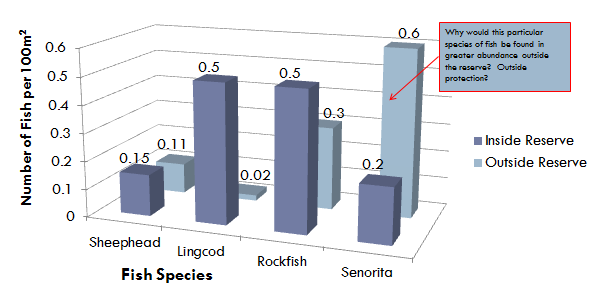 Number of Fish per 100m²
0.6
0.5
0.4
0.3
0.2
0.1
0
0.15
0.11
0.5
0.02
0.5
0.3
0.2
0.6
Why would this particular
species of fish be found in
greater abundance outside
the reserve? Outside
protection?
Inside Reserve
Outside Reserve
Sheephead
Lingcod
Rockfish
Senorita
Fish Species